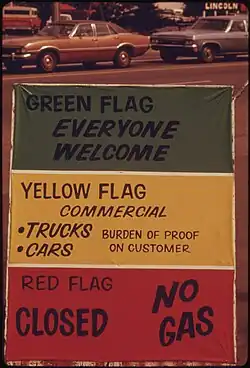 LINCOLN
GREEN FLAG
EVERYONE
WELCOME
YELLOW FLAG
COMMERCIAL
• TRUCKS BURDEN OF PROOF
• CARS ON CUSTOMER
RED FLAG
CLOSED NO
GAS